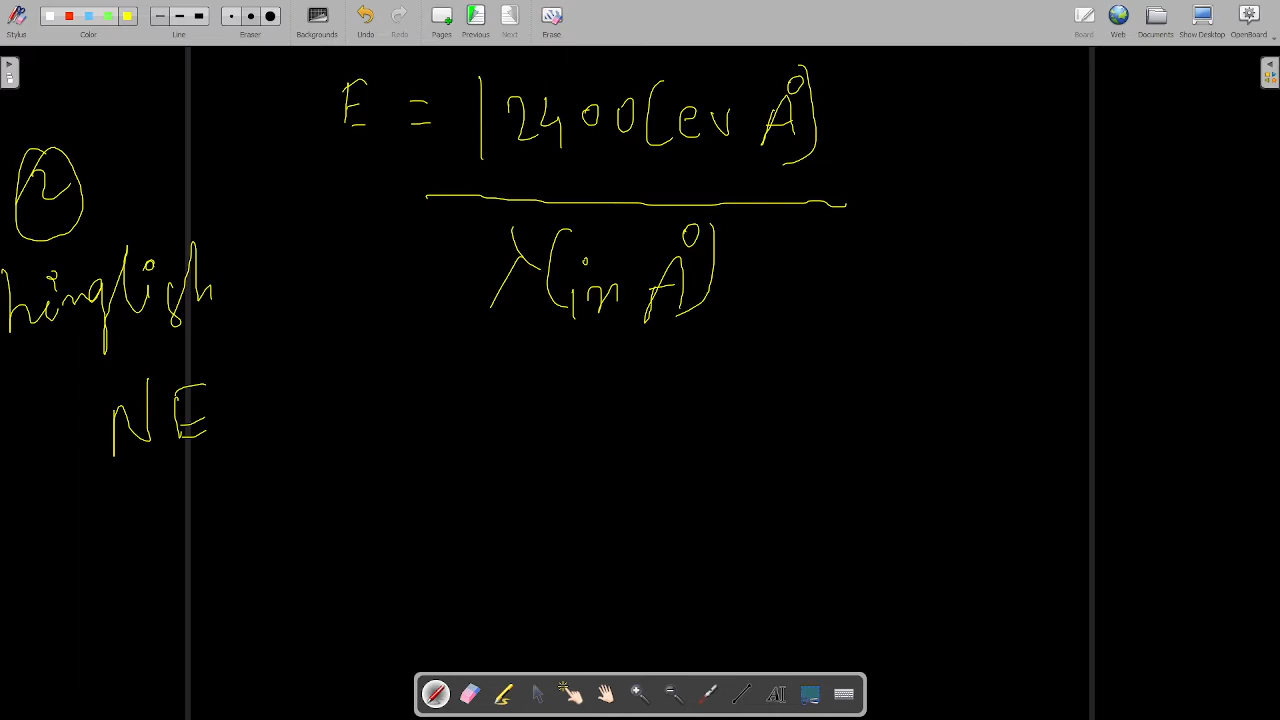 Stylus Color Line Eraser Backgrounds Undo Redo Pages Previous Next Erase Board Web Documents Show Desktop OpenBoard
E = 12400(ev Å)
λ(in Å)
2
hinglish
NE